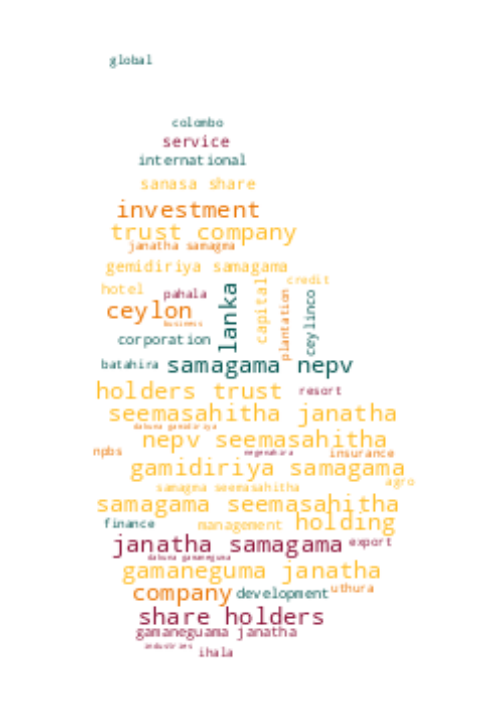 global
colombo
service
international
sanasa share
investment
trust company
janatha samagma
gemidiriya samagama
credit
hotel
pahala
lanka
capital
plantation
ceylinco
ceylon
business
corporation
batahira
samagama nepv
holders trust
resort
seemasahitha janatha
dakuna gamidiriya
nepv seemasahitha
npbs
negenahira
insurance
gamidiriya samagama
agro
samagma seemasahitha
samagama seemasahitha
finance
management
holding
janatha samagama
export
dakuna gamaneguma
gamaneguma janatha
company
development
uthura
share holders
gamaneguama janatha
industries
ihala